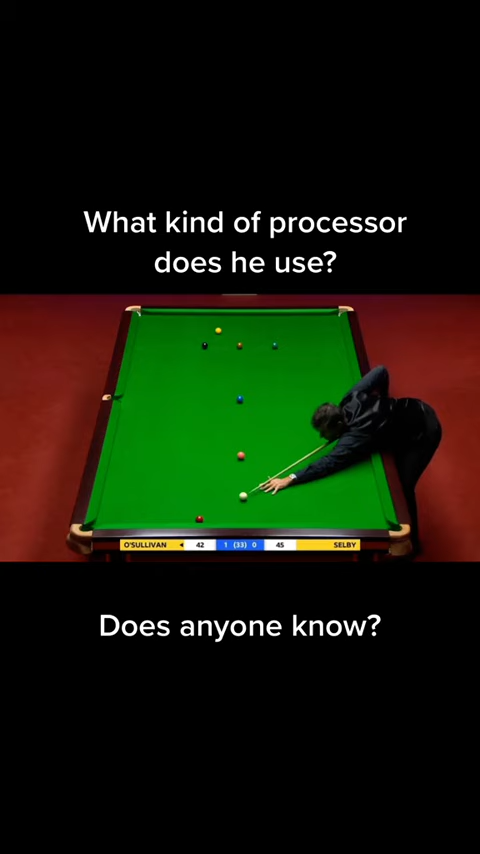 What kind of processor
does he use?
O'SULLIVAN ◄ 42 1 (33) 0 45 SELBY
Does anyone know?